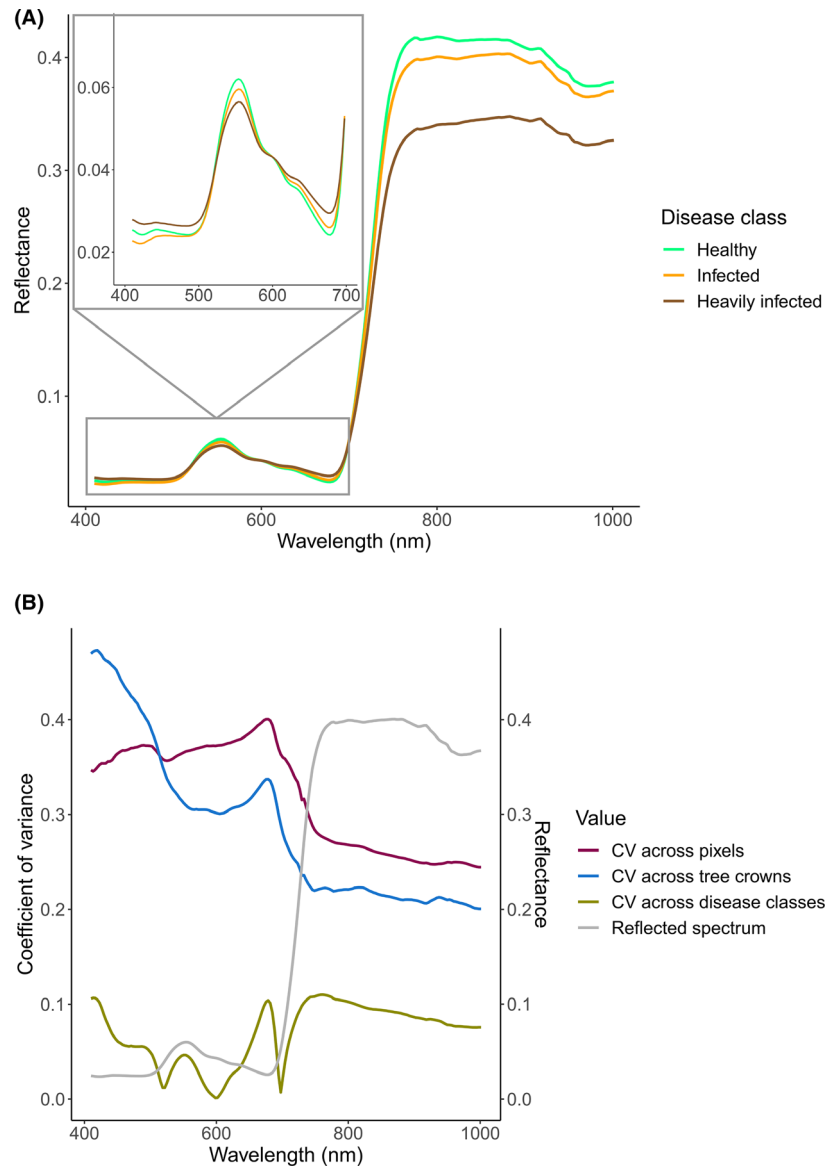 (A)
0.06
0.04
0.02
400 500 600 700
0.4
0.3
0.2
0.1
Reflectance
400 600 800 1000
Wavelength (nm)
Disease class
Healthy
Infected
Heavily infected
(B)
0.4
0.3
0.2
0.1
0.0
Coefficient of variance
0.4
0.3
0.2
0.1
0.0
Reflectance
400 600 800 1000
Wavelength (nm)
Value
CV across pixels
CV across tree crowns
CV across disease classes
Reflected spectrum